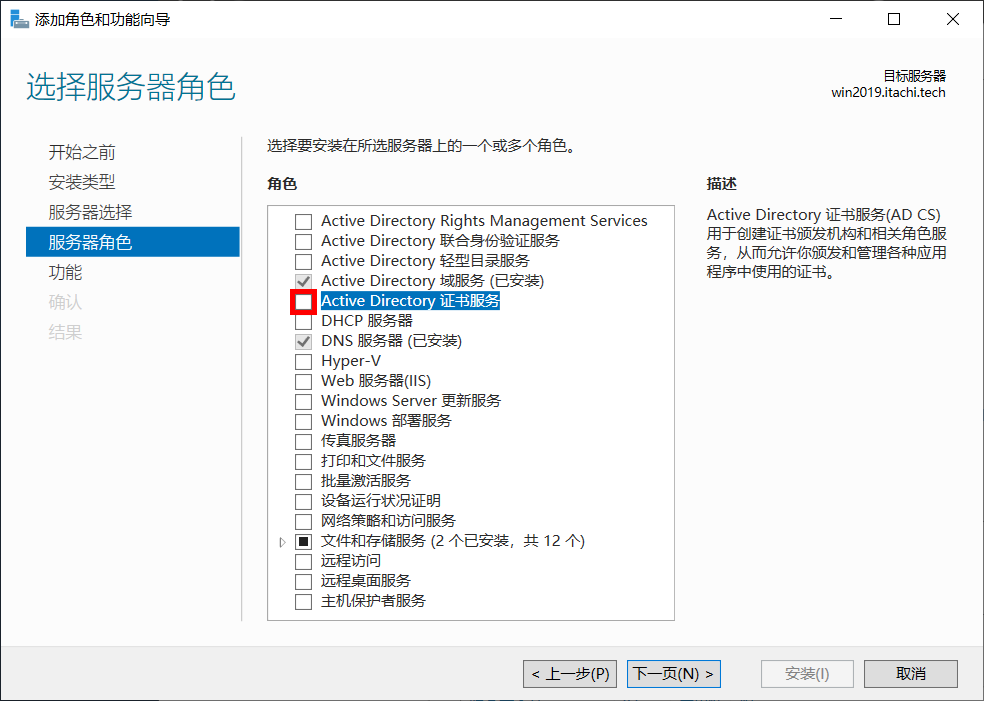 添加角色和功能向导
选择服务器角色
目标服务器
win2019.itachi.tech
开始之前
安装类型
服务器选择
服务器角色
功能
确认
结果
选择要安装在所选服务器上的一个或多个角色。
角色
Active Directory Rights Management Services
Active Directory 联合身份验证服务
Active Directory 轻型目录服务
Active Directory 域服务 (已安装)
Active Directory 证书服务
DHCP 服务器
DNS 服务器 (已安装)
Hyper-V
Web 服务器(IIS)
Windows Server 更新服务
Windows 部署服务
传真服务器
打印和文件服务
批量激活服务
设备运行状况证明
网络策略和访问服务
文件和存储服务 (2 个已安装，共 12 个)
远程访问
远程桌面服务
主机保护者服务
描述
Active Directory 证书服务(AD CS)
用于创建证书颁发机构和相关角色服
务，从而允许你颁发和管理各种应用
程序中使用的证书。
< 上一步(P)
下一页(N) >
安装(I)
取消